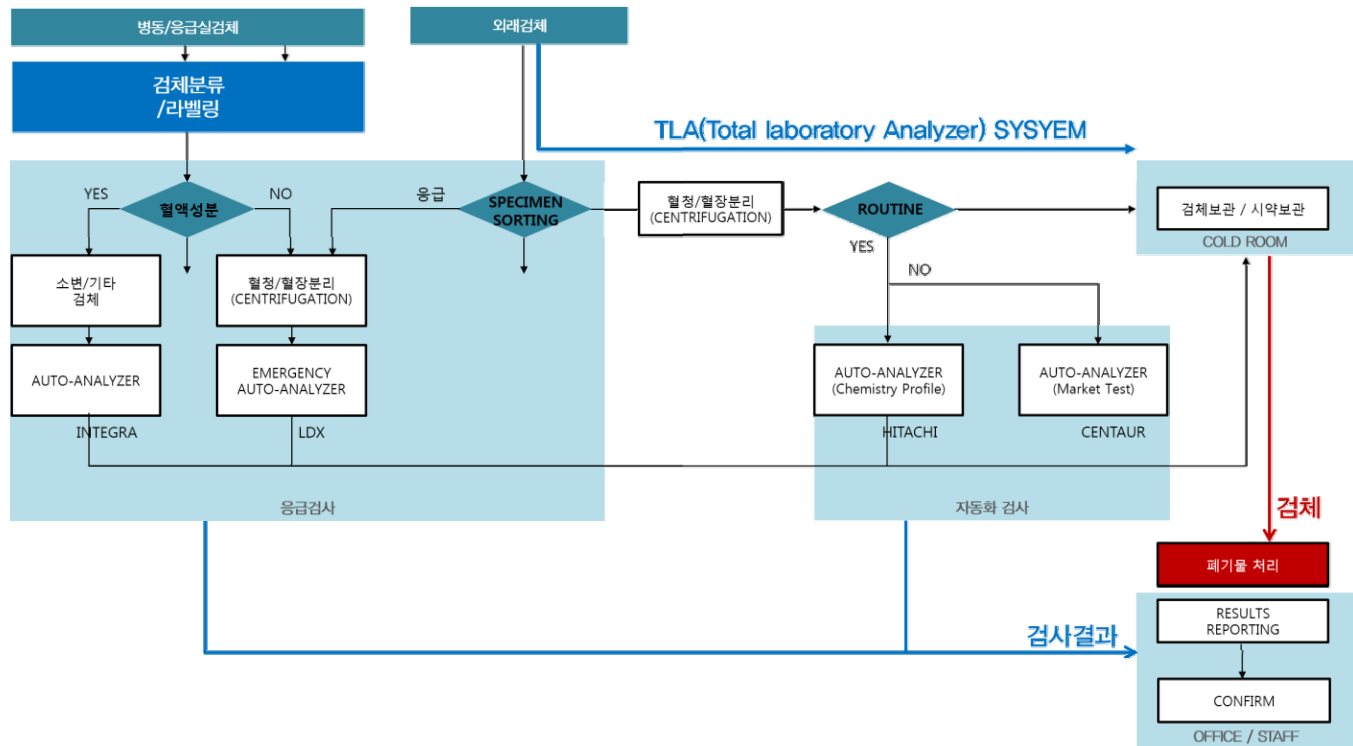 병동/응급실검체
외래검체
검체분류
/라벨링
TLA(Total laboratory Analyzer) SYSYEM
YES
혈액성분
NO
응급
SPECIMEN
SORTING
혈청/혈장분리
(CENTRIFUGATION)
ROUTINE
YES
NO
검체보관 / 시약보관
COLD ROOM
소변/기타
검체
혈청/혈장분리
(CENTRIFUGATION)
AUTO-ANALYZER
INTEGRA
EMERGENCY
AUTO-ANALYZER
LDX
AUTO-ANALYZER
(Chemistry Profile)
HITACHI
AUTO-ANALYZER
(Market Test)
CENTAUR
응급검사
자동화 검사
검체
폐기물 처리
검사결과
RESULTS
REPORTING
CONFIRM
OFFICE / STAFF